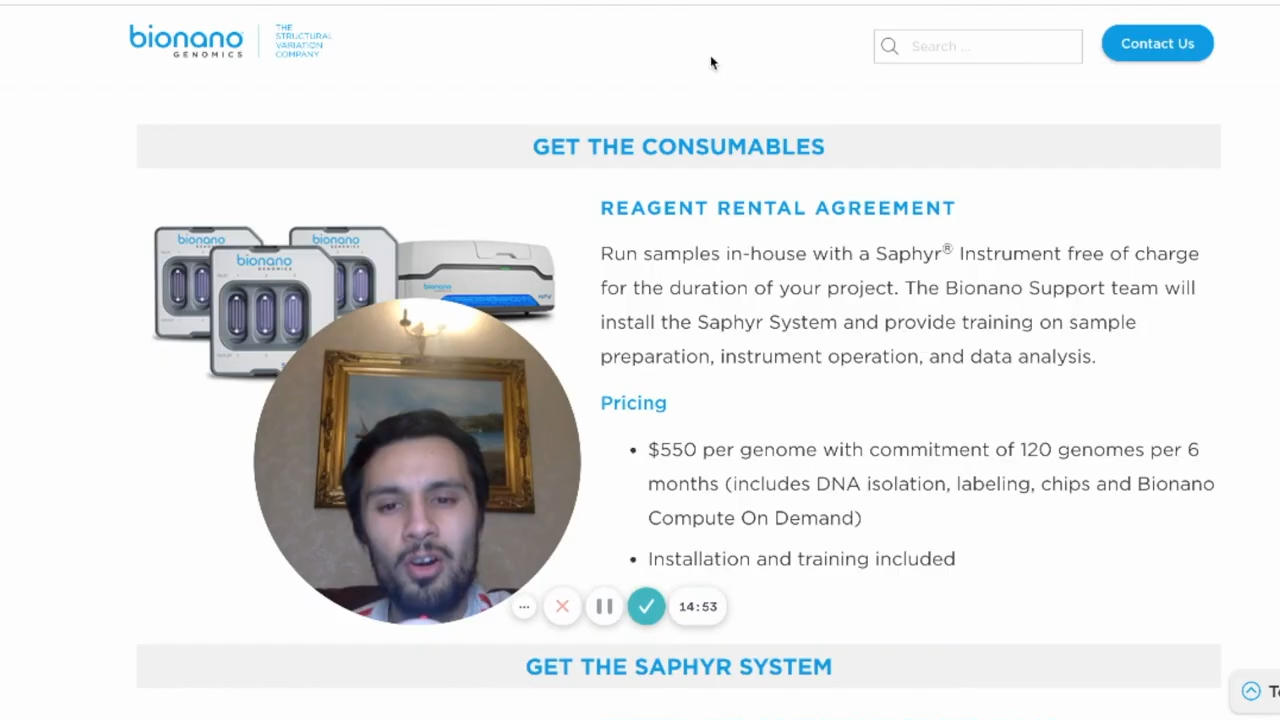 bionano
GENOMICS
THE
STRUCTURAL
VARIATION
COMPANY
Search ...
Contact Us
GET THE CONSUMABLES
REAGENT RENTAL AGREEMENT
Run samples in-house with a Saphyr® Instrument free of charge
for the duration of your project. The Bionano Support team will
install the Saphyr System and provide training on sample
preparation, instrument operation, and data analysis.
Pricing
• $550 per genome with commitment of 120 genomes per 6
months (includes DNA isolation, labeling, chips and Bionano
Compute On Demand)
• Installation and training included
bionano
bionano
bionano
GENOMICS
bionano
14:53
GET THE SAPHYR SYSTEM